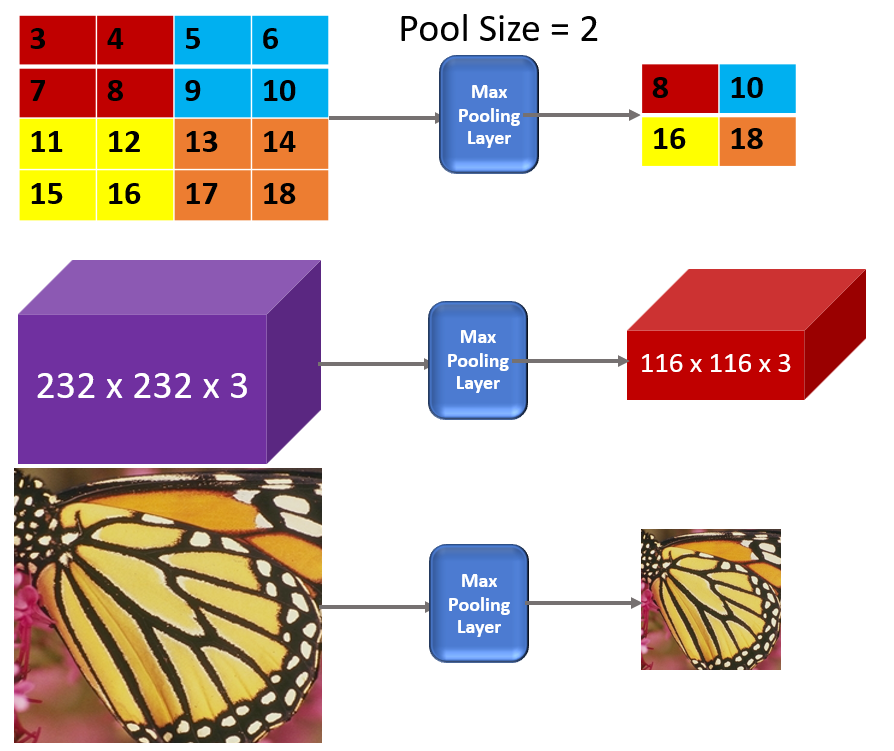 Pool Size = 2
3 4 5 6
7 8 9 10
11 12 13 14
15 16 17 18
Max
Pooling
Layer
8 10
16 18
232 x 232 x 3
Max
Pooling
Layer
116 x 116 x 3
Max
Pooling
Layer